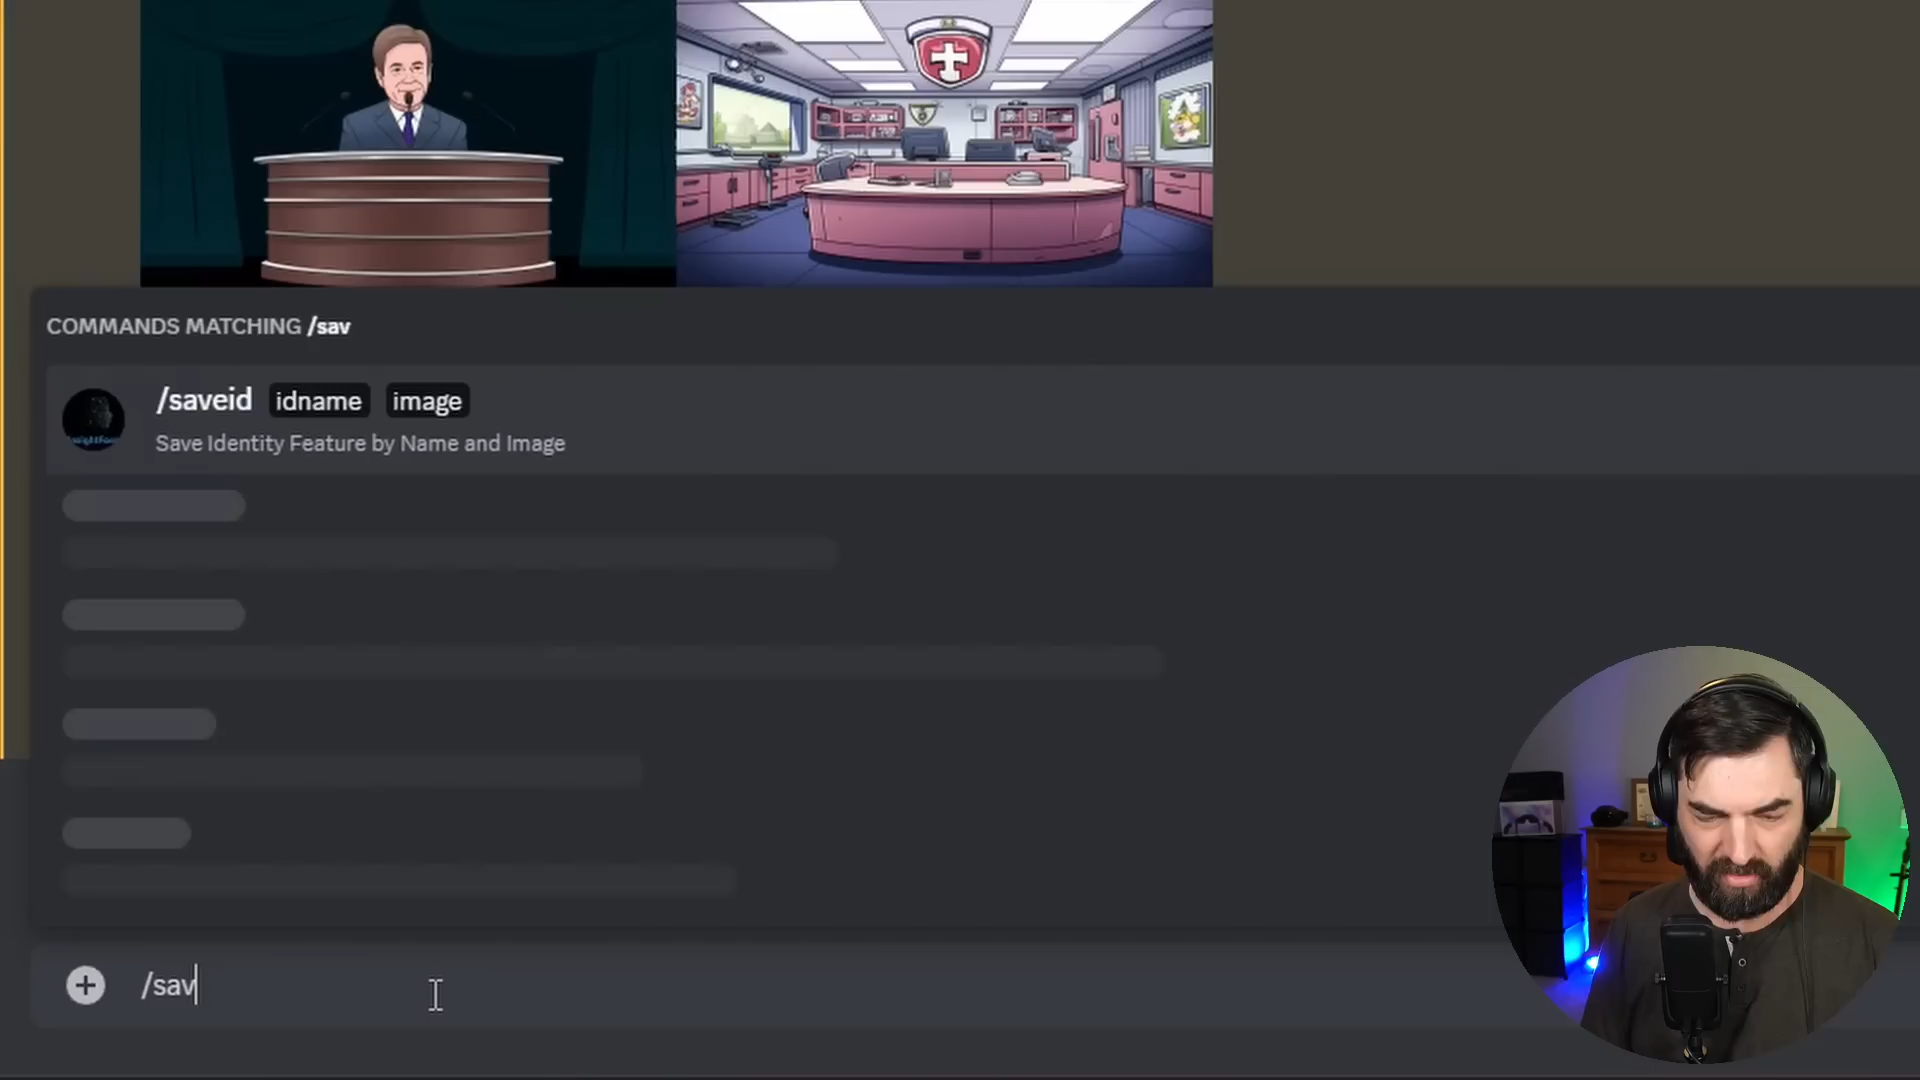 COMMANDS MATCHING /sav
/saveid idname image
Save Identity Feature by Name and Image
/sav